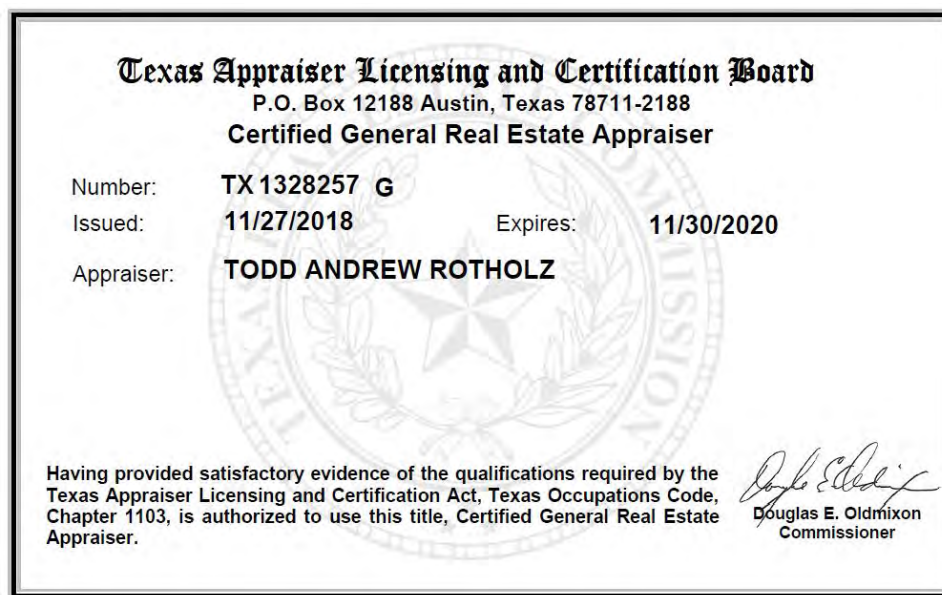 Texas Appraiser Licensing and Certification Board
P.O. Box 12188 Austin, Texas 78711-2188
Certified General Real Estate Appraiser
Number: TX 1328257 G
Issued: 11/27/2018 Expires: 11/30/2020
Appraiser: TODD ANDREW ROTHOLZ
Having provided satisfactory evidence of the qualifications required by the
Texas Appraiser Licensing and Certification Act, Texas Occupations Code,
Chapter 1103, is authorized to use this title, Certified General Real Estate
Appraiser.
Douglas E. Oldmixon
Commissioner